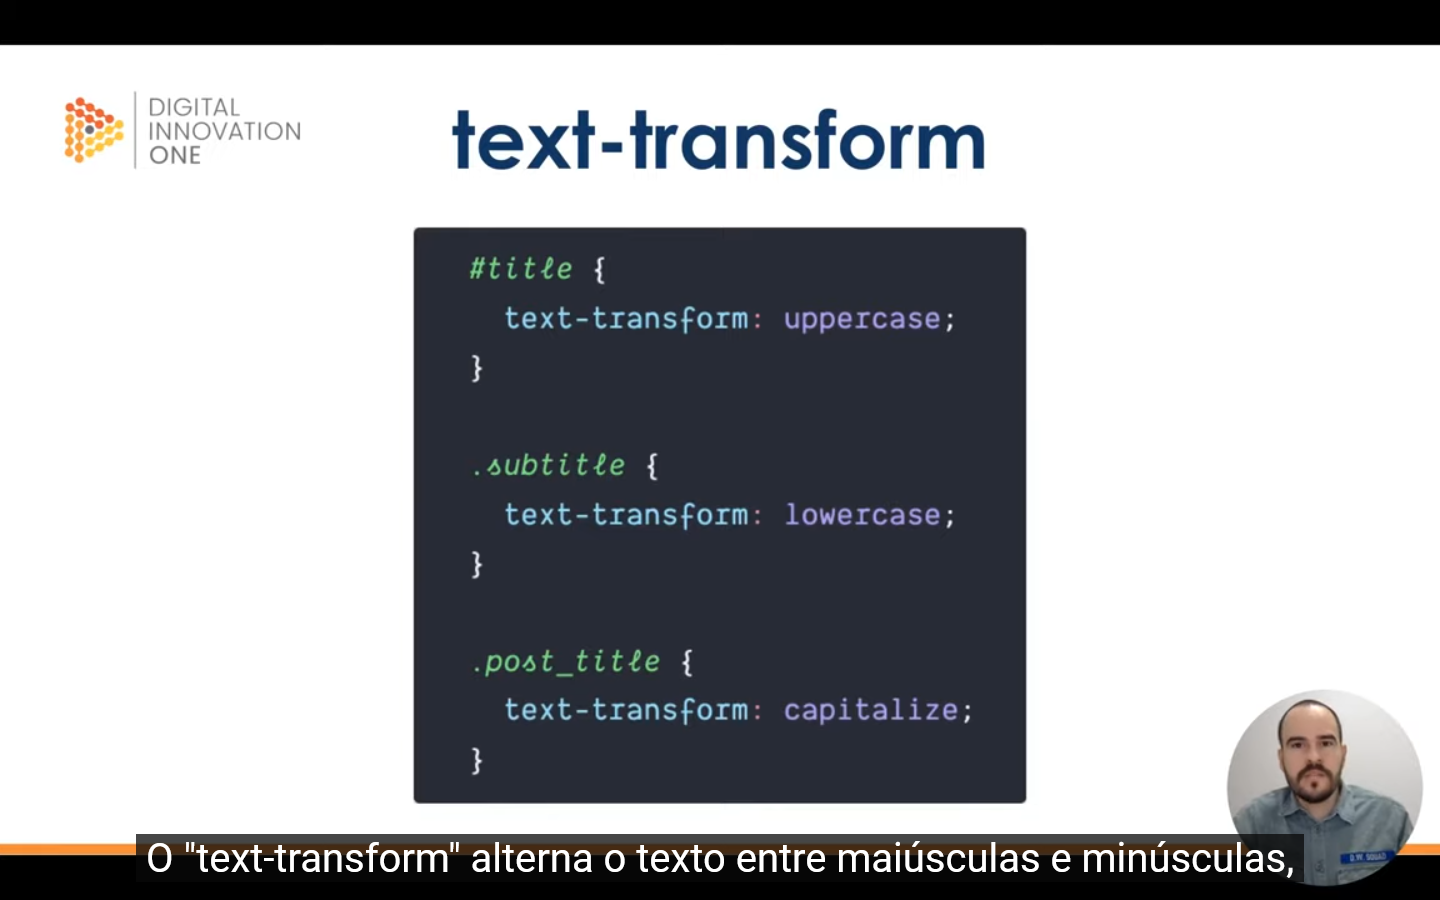 DIGITAL
INNOVATION
ONE
text-transform
#title {
text-transform: uppercase;
}
.subtitle {
text-transform: lowercase;
}
.post_title {
text-transform: capitalize;
}
O "text-transform" alterna o texto entre maiúsculas e minúsculas,